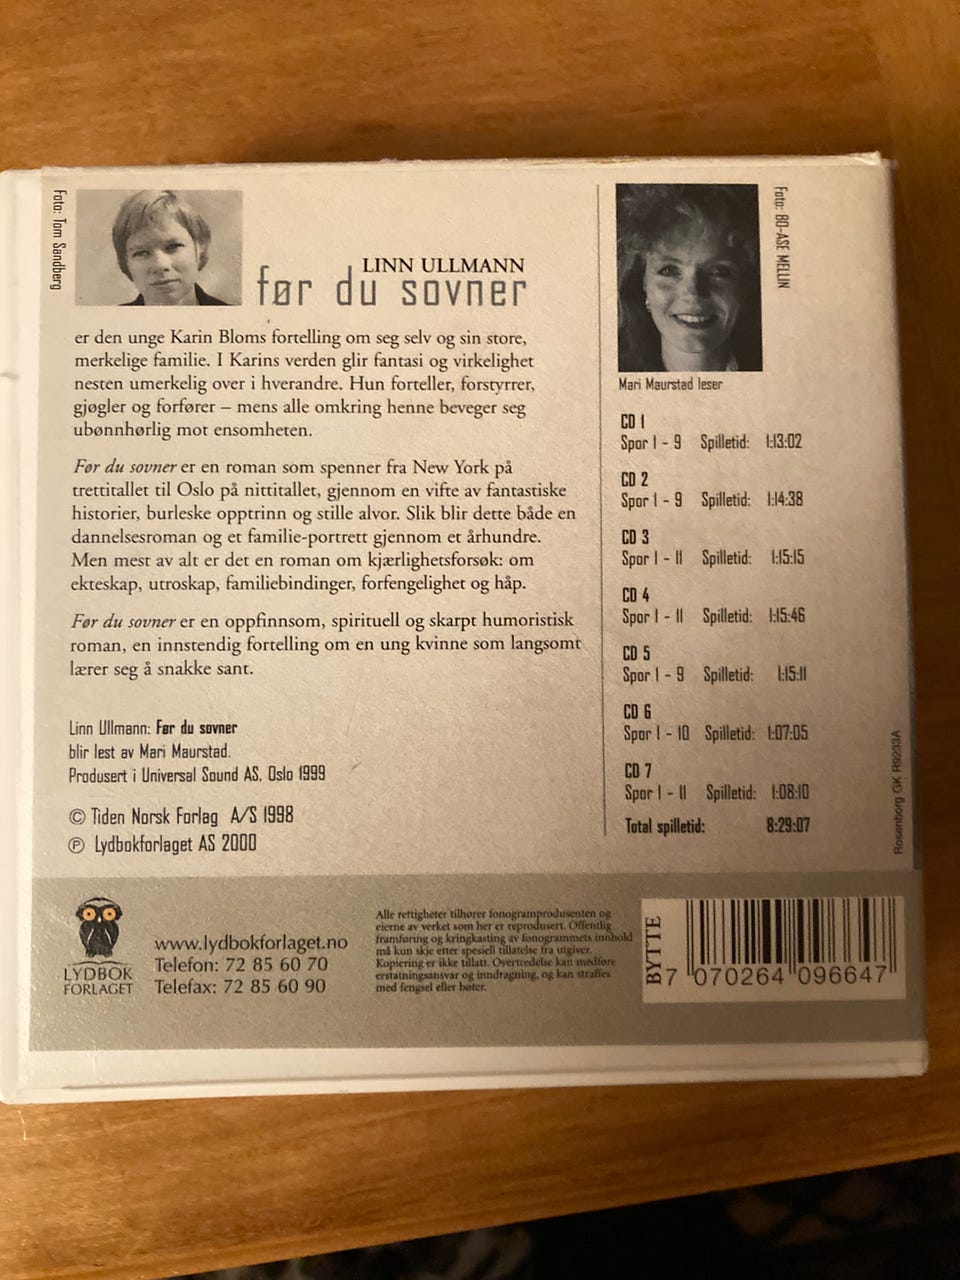 Foto: Tom Sandberg
LINN ULLMANN
før du sovner
er den unge Karin Bloms fortelling om seg selv og sin store,
merkelige familie. I Karins verden glir fantasi og virkelighet
nesten umerkelig over i hverandre. Hun forteller, forstyrrer,
gjøgler og forfører – mens alle omkring henne beveger seg
ubønnhørlig mot ensomheten.
Før du sovner er en roman som spenner fra New York på
trettitallet til Oslo på nittitallet, gjennom en vifte av fantastiske
historier, burleske opptrinn og stille alvor. Slik blir dette både en
dannelsesroman og et familie-portrett gjennom et århundre.
Men mest av alt er det en roman om kjærlighetsforsøk: om
ekteskap, utroskap, familiebindinger, forfengelighet og håp.
Før du sovner er en oppfinnsom, spirituell og skarpt humoristisk
roman, en innstendig fortelling om en ung kvinne som langsomt
lærer seg å snakke sant.
Linn Ullmann: Før du sovner
blir lest av Mari Maurstad.
Produsert i Universal Sound AS, Oslo 1999
© Tiden Norsk Forlag A/S 1998
℗ Lydbokforlaget AS 2000
Foto: BO-ASE MELLIN
Mari Maurstad leser
CD 1
Spor 1 - 9 Spilletid: 1:13:02
CD 2
Spor 1 - 9 Spilletid: 1:14:38
CD 3
Spor 1 - 11 Spilletid: 1:15:15
CD 4
Spor 1 - 11 Spilletid: 1:15:46
CD 5
Spor 1 - 9 Spilletid: 1:15:11
CD 6
Spor 1 - 10 Spilletid: 1:07:05
CD 7
Spor 1 - 11 Spilletid: 1:08:10
Total spilletid: 8:29:07
Rosenborg GK R9233A
LYDBOK
FORLAGET
www.lydbokforlaget.no
Telefon: 72 85 60 70
Telefax: 72 85 60 90
Alle rettigheter tilhører fonogramprodusenten og
eierne av verket som her er reprodusert. Offentlig
framføring og kringkasting av fonogrammets innhold
må kun skje etter spesiell tillatelse fra utgiver.
Kopiering er ikke tillatt. Overtredelse kan medføre
erstatningsansvar og inndragning, og kan straffes
med fengsel eller bøter.
BYTTE
7 070264 096647